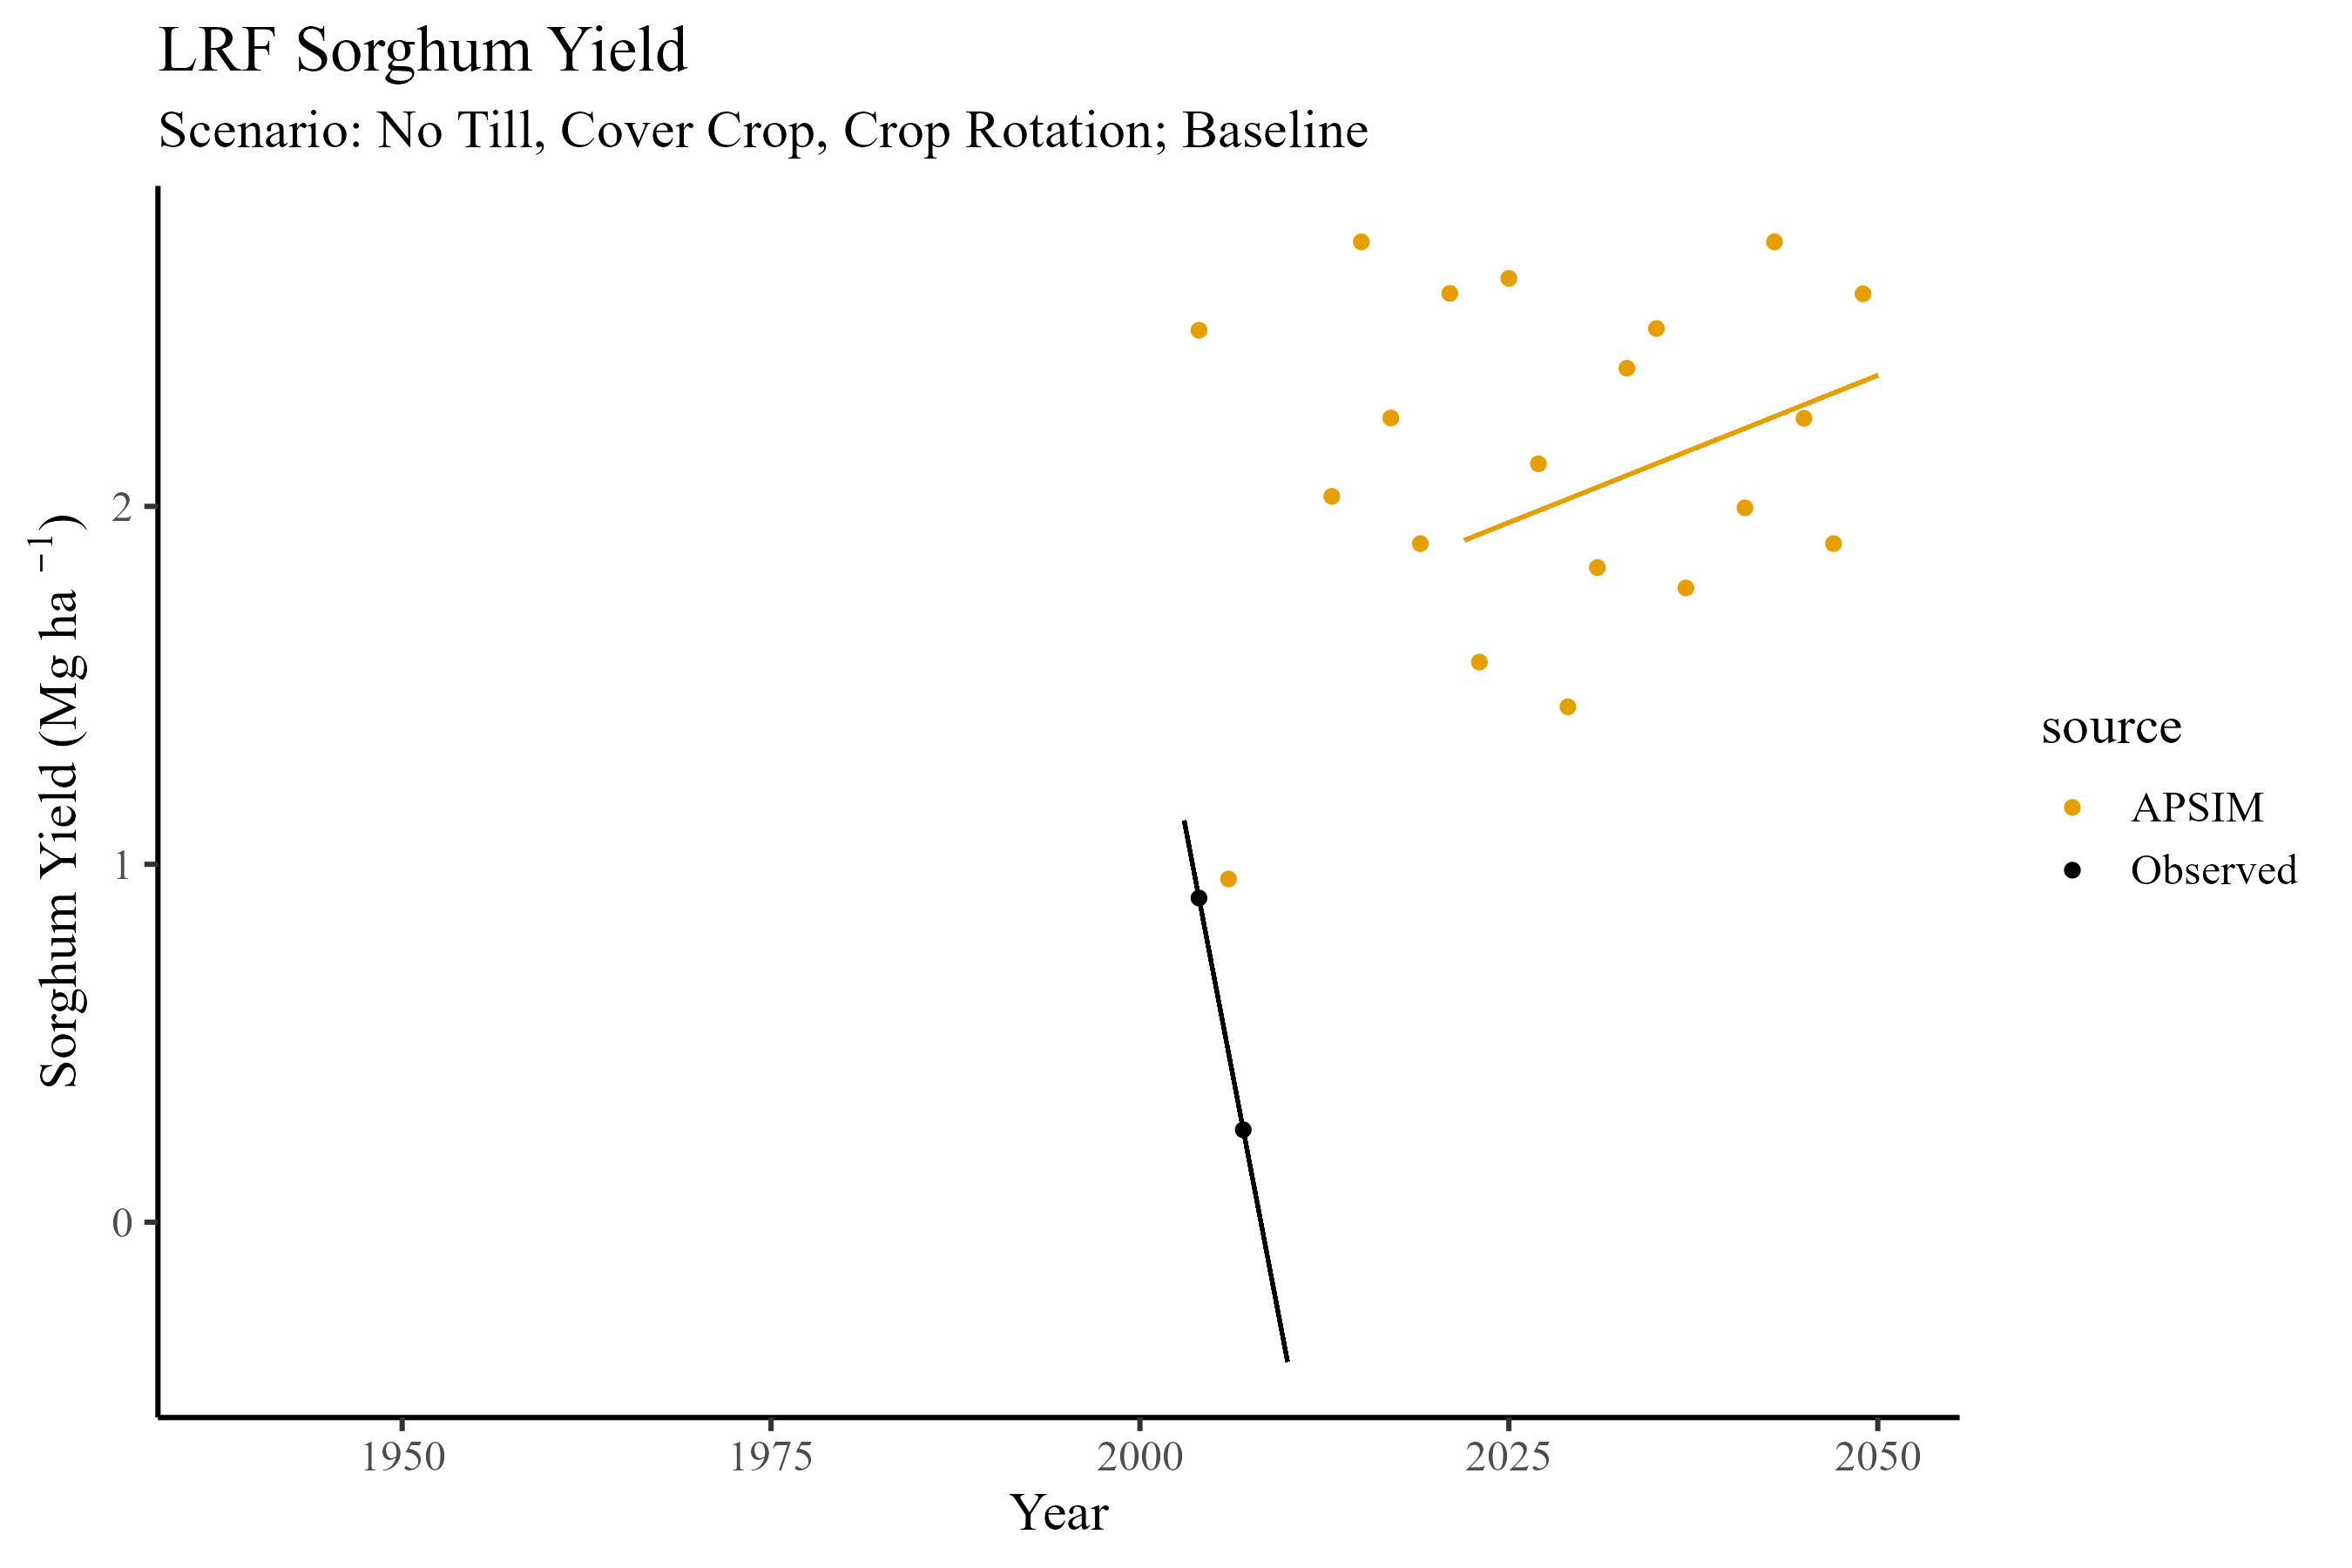 LRF Sorghum Yield
Scenario: No Till, Cover Crop, Crop Rotation; Baseline
Sorghum Yield (Mg ha ⁻¹)
2
1
0
1950 1975 2000 2025 2050
Year
source
APSIM
Observed